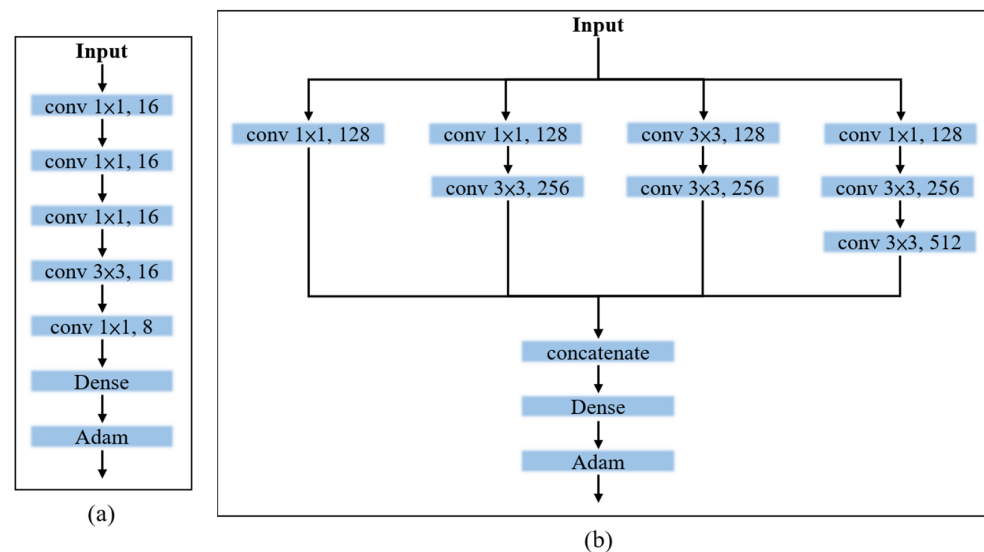 Input
conv 1×1, 16
conv 1×1, 16
conv 1×1, 16
conv 3×3, 16
conv 1×1, 8
Dense
Adam
(a)
Input
conv 1×1, 128
conv 1×1, 128
conv 3×3, 128
conv 1×1, 128
conv 3×3, 256
conv 3×3, 256
conv 3×3, 256
conv 3×3, 512
concatenate
Dense
Adam
(b)